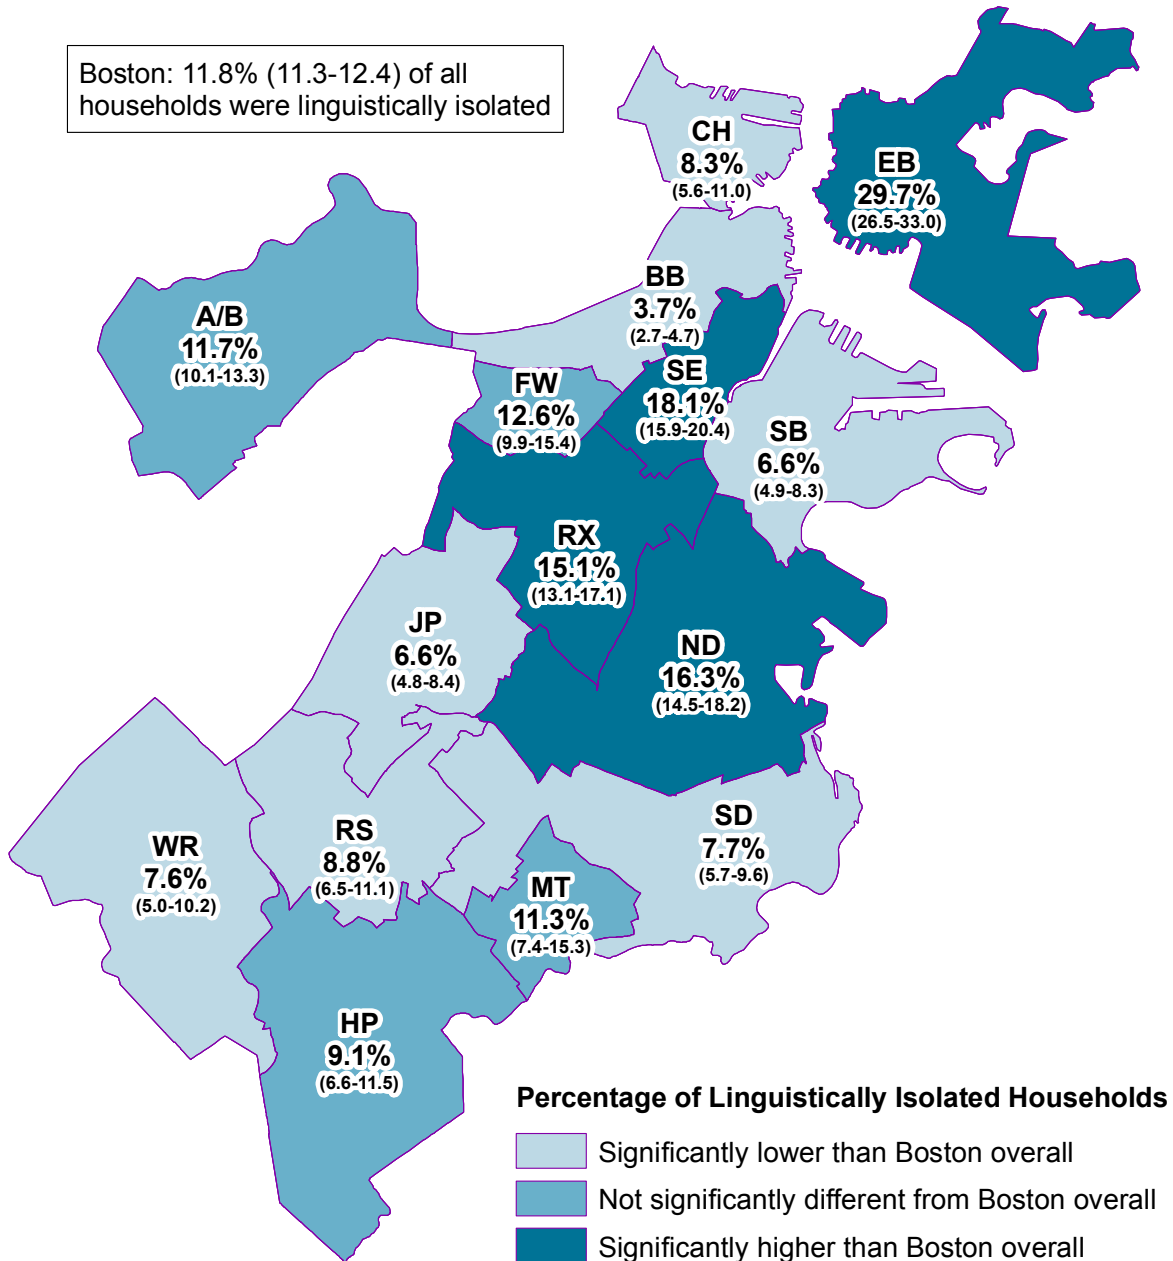 Boston: 11.8% (11.3-12.4) of all
households were linguistically isolated
CH
8.3%
(5.6-11.0)
EB
29.7%
(26.5-33.0)
BB
3.7%
(2.7-4.7)
A/B
11.7%
(10.1-13.3)
SE
18.1%
(15.9-20.4)
FW
12.6%
(9.9-15.4)
SB
6.6%
(4.9-8.3)
RX
15.1%
(13.1-17.1)
JP
6.6%
(4.8-8.4)
ND
16.3%
(14.5-18.2)
SD
7.7%
(5.7-9.6)
RS
8.8%
(6.5-11.1)
WR
7.6%
(5.0-10.2)
MT
11.3%
(7.4-15.3)
HP
9.1%
(6.6-11.5)
Percentage of Linguistically Isolated Households
Significantly lower than Boston overall
Not significantly different from Boston overall
Significantly higher than Boston overall